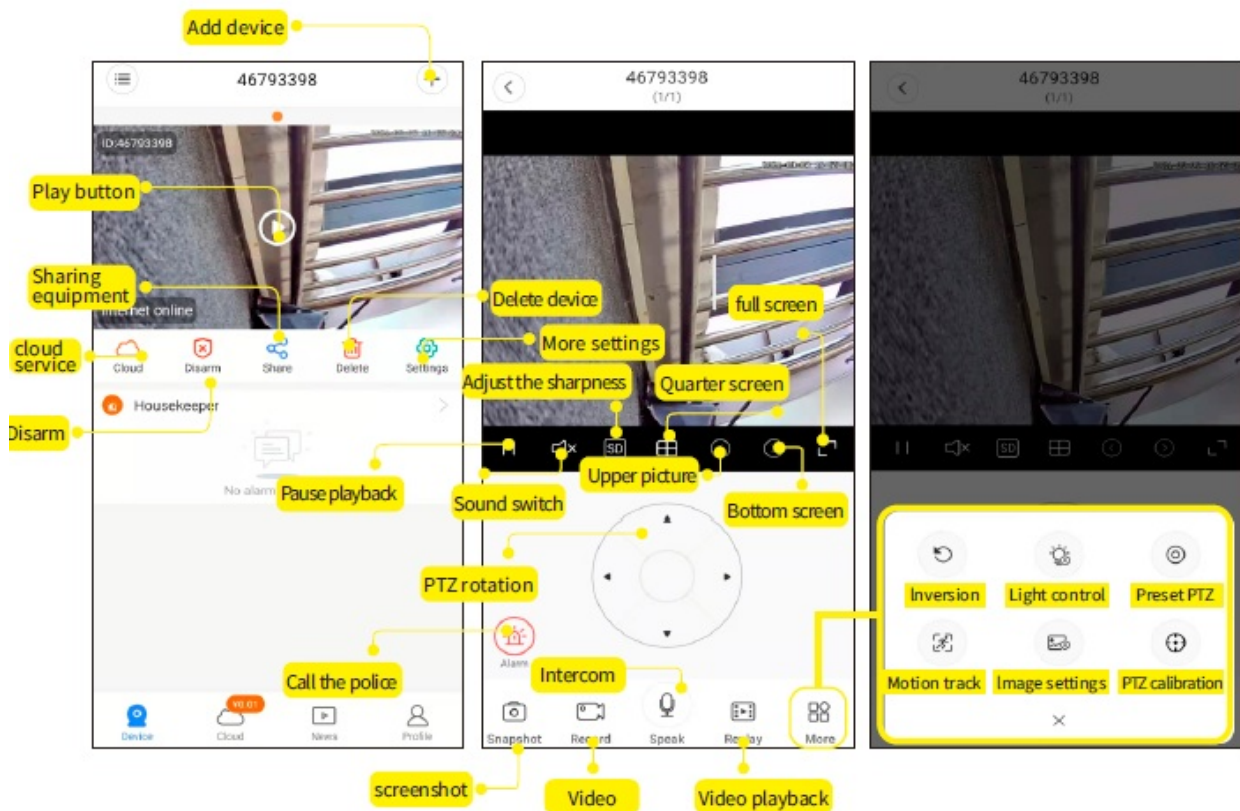 Add device
46793398
ID:46793398
Play button
Sharing
equipment
Internet online
cloud
service
Cloud
Disarm
Share
Delete
Settings
Disarm
Housekeeper
No alarm
Pause playback
Call the police
¥0.01
Device
Cloud
News
Profile
46793398
(1/1)
Delete device
full screen
More settings
Adjust the sharpness
Quarter screen
SD
Upper picture
Sound switch
Bottom screen
PTZ rotation
Alarm
Intercom
Snapshot
Record
Speak
Replay
More
screenshot
Video
Video playback
46793398
(1/1)
SD
Inversion
Light control
Preset PTZ
Motion track
Image settings
PTZ calibration